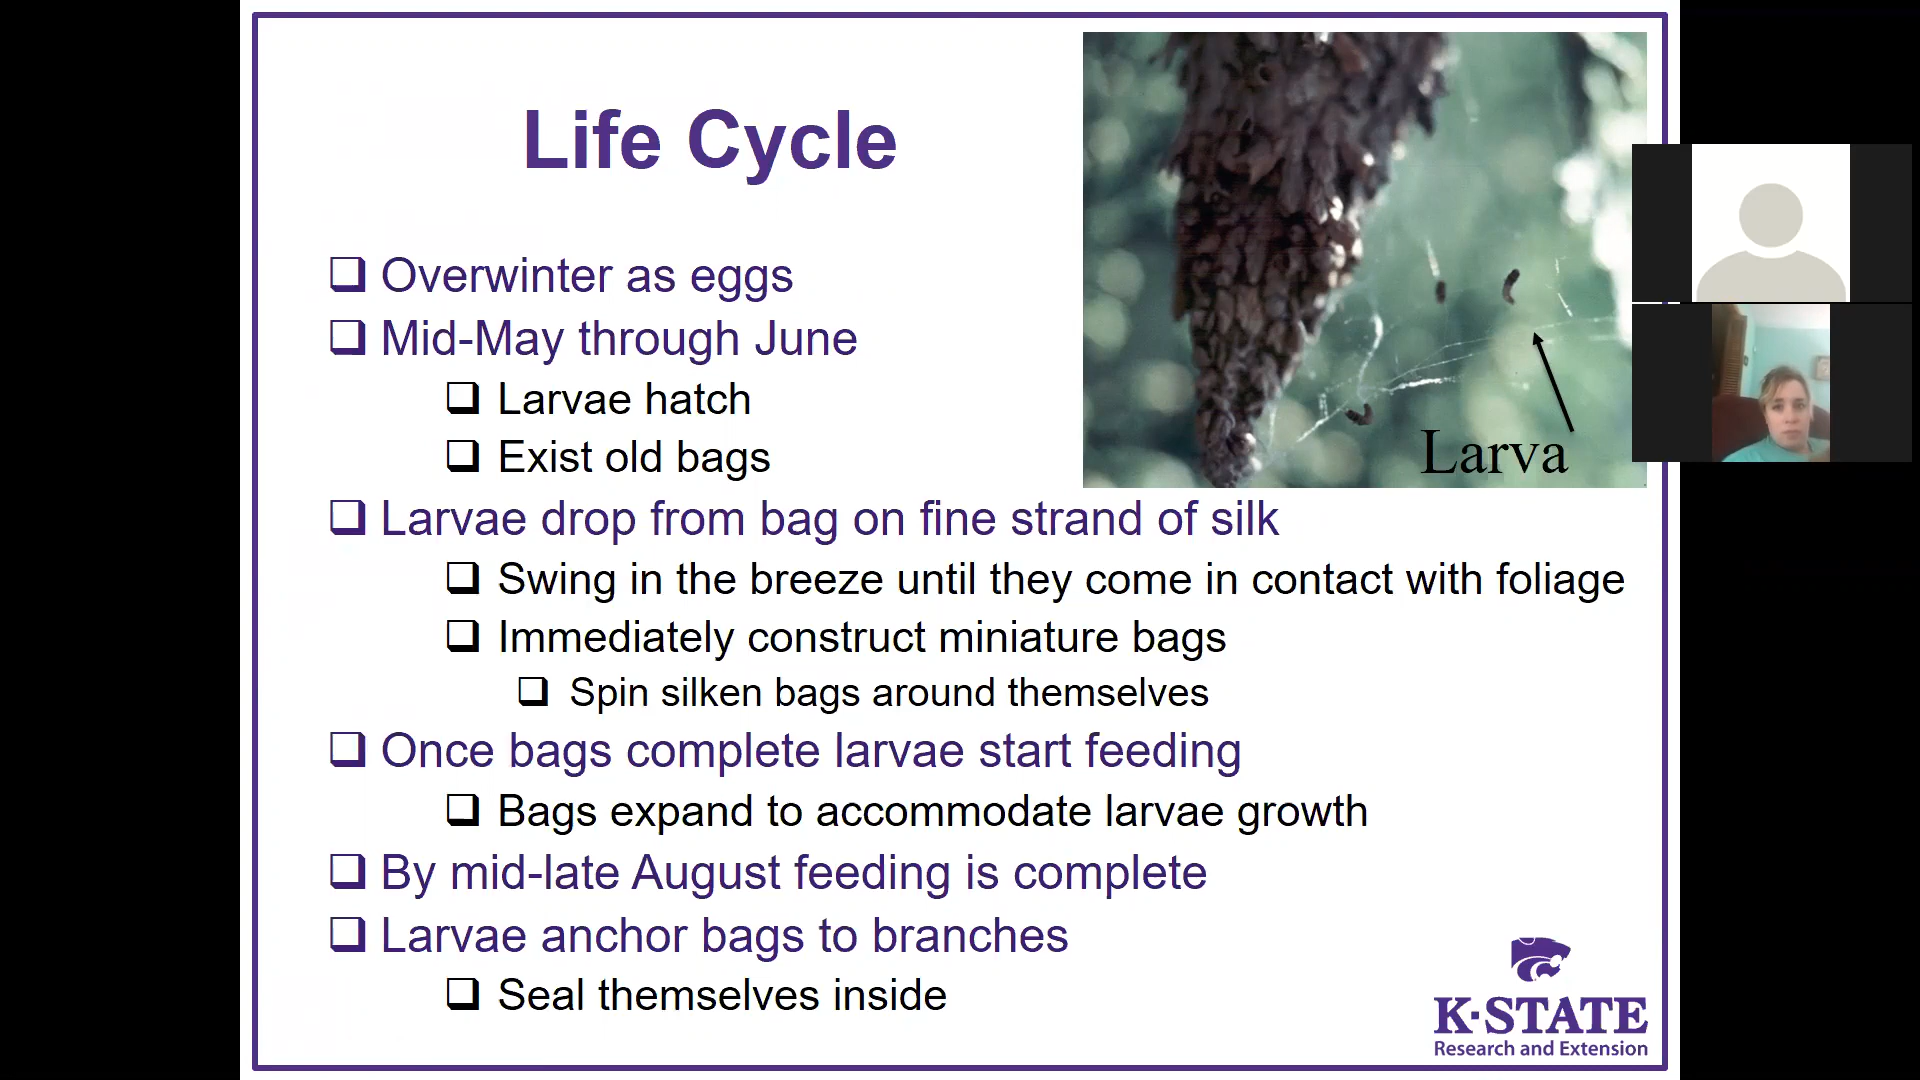 Life Cycle
Overwinter as eggs
Mid-May through June
Larvae hatch
Exist old bags
Larva
Larvae drop from bag on fine strand of silk
Swing in the breeze until they come in contact with foliage
Immediately construct miniature bags
Spin silken bags around themselves
Once bags complete larvae start feeding
Bags expand to accommodate larvae growth
By mid-late August feeding is complete
Larvae anchor bags to branches
Seal themselves inside
K·STATE
Research and Extension